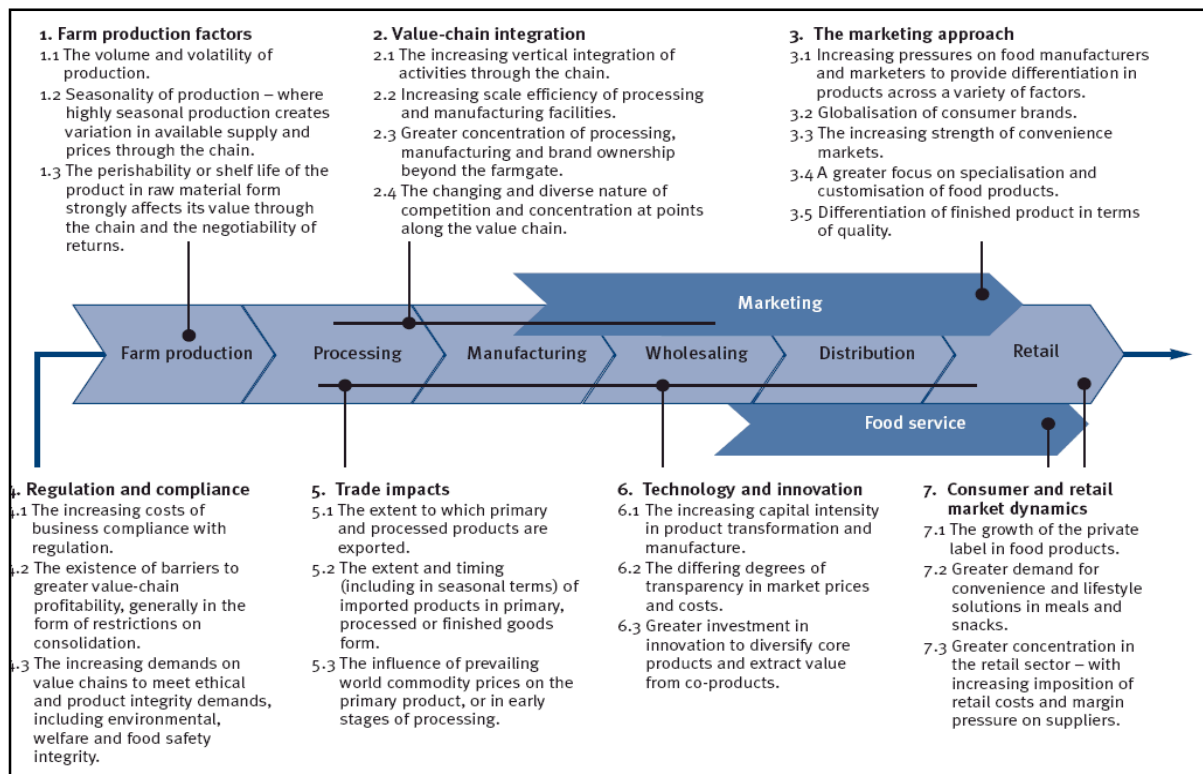 1. Farm production factors
1.1 The volume and volatility of
production.
1.2 Seasonality of production – where
highly seasonal production creates
variation in available supply and
prices through the chain.
1.3 The perishability or shelf life of the
product in raw material form
strongly affects its value through
the chain and the negotiability of
returns.
2. Value-chain integration
2.1 The increasing vertical integration of
activities through the chain.
2.2 Increasing scale efficiency of processing
and manufacturing facilities.
2.3 Greater concentration of processing,
manufacturing and brand ownership
beyond the farmgate.
2.4 The changing and diverse nature of
competition and concentration at points
along the value chain.
3. The marketing approach
3.1 Increasing pressures on food manufacturers
and marketers to provide differentiation in
products across a variety of factors.
3.2 Globalisation of consumer brands.
3.3 The increasing strength of convenience
markets.
3.4 A greater focus on specialisation and
customisation of food products.
3.5 Differentiation of finished product in terms
of quality.
Marketing
Farm production
Processing
Manufacturing
Wholesaling
Distribution
Retail
Food service
4. Regulation and compliance
4.1 The increasing costs of
business compliance with
regulation.
4.2 The existence of barriers to
greater value-chain
profitability, generally in the
form of restrictions on
consolidation.
4.3 The increasing demands on
value chains to meet ethical
and product integrity demands,
including environmental,
welfare and food safety
integrity.
5. Trade impacts
5.1 The extent to which primary
and processed products are
exported.
5.2 The extent and timing
(including in seasonal terms) of
imported products in primary,
processed or finished goods
form.
5.3 The influence of prevailing
world commodity prices on the
primary product, or in early
stages of processing.
6. Technology and innovation
6.1 The increasing capital intensity
in product transformation and
manufacture.
6.2 The differing degrees of
transparency in market prices
and costs.
6.3 Greater investment in
innovation to diversify core
products and extract value
from co-products.
7. Consumer and retail
market dynamics
7.1 The growth of the private
label in food products.
7.2 Greater demand for
convenience and lifestyle
solutions in meals and
snacks.
7.3 Greater concentration in
the retail sector – with
increasing imposition of
retail costs and margin
pressure on suppliers.